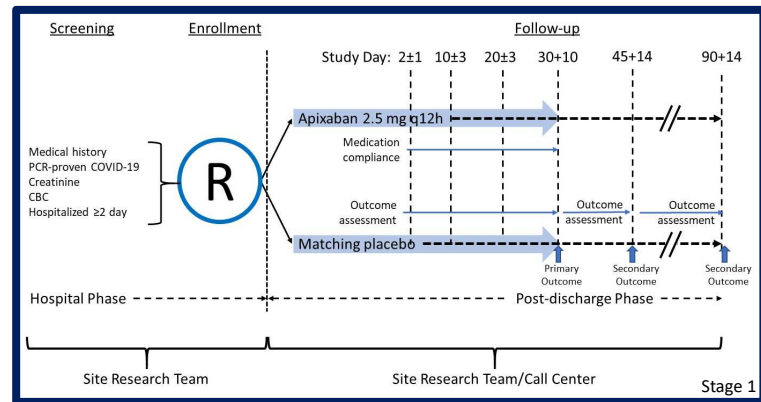 Screening
Enrollment
Follow-up
Study Day: 2±1 10±3 20±3 30+10 45+14 90+14
Apixaban 2.5 mg q12h
Medical history
PCR-proven COVID-19
Creatinine
CBC
Hospitalized ≥2 day
R
Medication
compliance
Outcome
assessment
Outcome
assessment
Outcome
assessment
Matching placebo
Primary
Outcome
Secondary
Outcome
Secondary
Outcome
Hospital Phase
Post-discharge Phase
Site Research Team
Site Research Team/Call Center
Stage 1